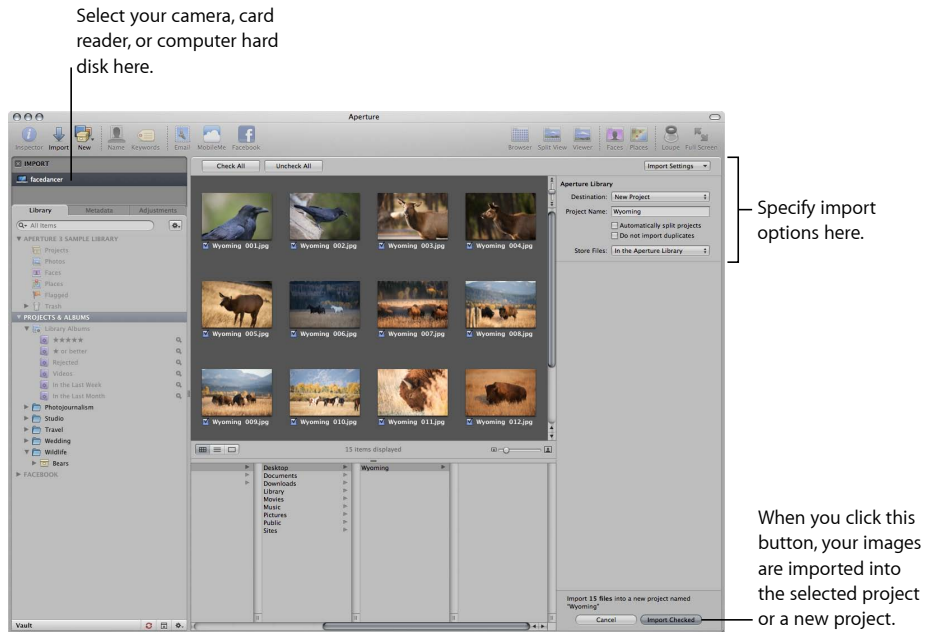 Select your camera, card
reader, or computer hard
disk here.
Aperture
Inspector Import New Name Keywords Email MobileMe Facebook Browser Split View Viewer Faces Places Loupe Full Screen
IMPORT
facedancer
Library Metadata Adjustments
All Items
APERTURE 3 SAMPLE LIBRARY
Projects
Photos
Faces
Places
Flagged
Trash
PROJECTS & ALBUMS
Library Albums
★★★★★
★ or better
Rejected
Videos
In the Last Week
In the Last Month
Photojournalism
Studio
Travel
Wedding
Wildlife
Bears
FACEBOOK
Vault
Check All Uncheck All Import Settings
Wyoming 001.jpg Wyoming 002.jpg Wyoming 003.jpg Wyoming 004.jpg
Wyoming 005.jpg Wyoming 006.jpg Wyoming 007.jpg Wyoming 008.jpg
Wyoming 009.jpg Wyoming 010.jpg Wyoming 011.jpg Wyoming 012.jpg
15 items displayed
Desktop
Documents
Downloads
Library
Movies
Music
Pictures
Public
Sites
Wyoming
Aperture Library
Destination: New Project
Project Name: Wyoming
Automatically split projects
Do not import duplicates
Store Files: In the Aperture Library
Import 15 files into a new project named
"Wyoming"
Cancel Import Checked
Specify import
options here.
When you click this
button, your images
are imported into
the selected project
or a new project.